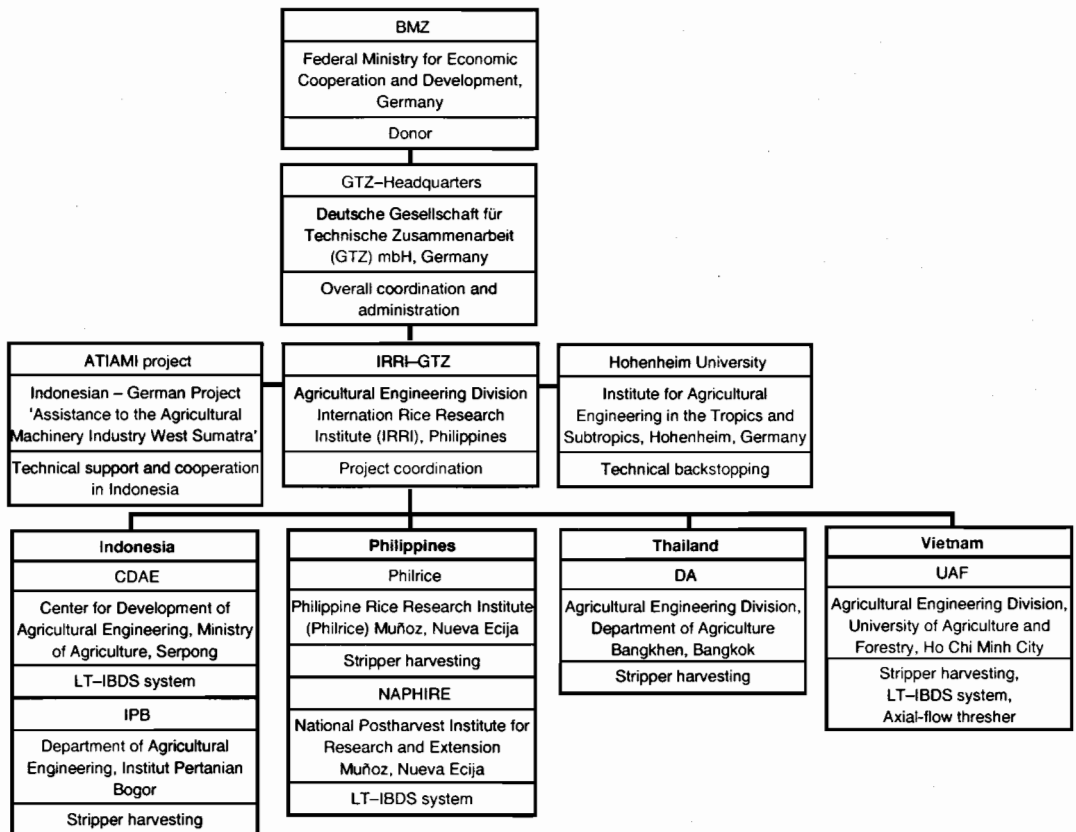 BMZ
Federal Ministry for Economic
Cooperation and Development,
Germany
Donor
GTZ–Headquarters
Deutsche Gesellschaft für
Technische Zusammenarbeit
(GTZ) mbH, Germany
Overall coordination and
administration
ATIAMI project
Indonesian – German Project
'Assistance to the Agricultural
Machinery Industry West Sumatra'
Technical support and cooperation
in Indonesia
IRRI–GTZ
Agricultural Engineering Division
Internation Rice Research
Institute (IRRI), Philippines
Project coordination
Hohenheim University
Institute for Agricultural
Engineering in the Tropics and
Subtropics, Hohenheim, Germany
Technical backstopping
Indonesia
CDAE
Center for Development of
Agricultural Engineering, Ministry
of Agriculture, Serpong
LT–IBDS system
IPB
Department of Agricultural
Engineering, Institut Pertanian
Bogor
Stripper harvesting
Philippines
Philrice
Philippine Rice Research Institute
(Philrice) Muñoz, Nueva Ecija
Stripper harvesting
NAPHIRE
National Postharvest Institute for
Research and Extension
Muñoz, Nueva Ecija
LT–IBDS system
Thailand
DA
Agricultural Engineering Division,
Department of Agriculture
Bangkhen, Bangkok
Stripper harvesting
Vietnam
UAF
Agricultural Engineering Division,
University of Agriculture and
Forestry, Ho Chi Minh City
Stripper harvesting,
LT–IBDS system,
Axial-flow thresher